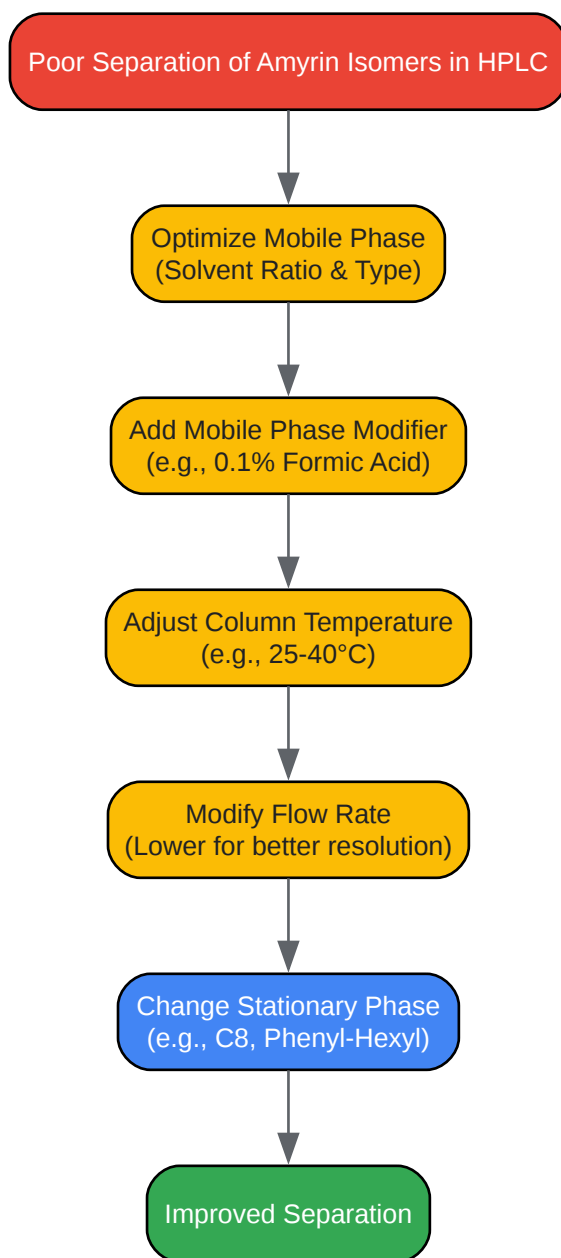 Poor Separation of Amyrin Isomers in HPLC
Optimize Mobile Phase
(Solvent Ratio & Type)
Add Mobile Phase Modifier
(e.g., 0.1% Formic Acid)
Adjust Column Temperature
(e.g., 25-40°C)
Modify Flow Rate
(Lower for better resolution)
Change Stationary Phase
(e.g., C8, Phenyl-Hexyl)
Improved Separation